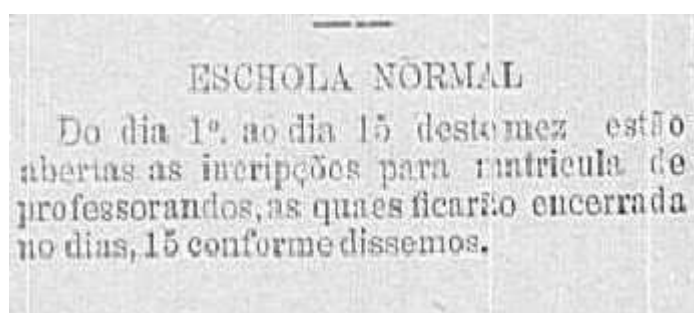 ESCHOLA NORMAL
Do dia 1º. ao dia 15 deste mez estão
abertas as incripções para matricula de
professorandos, as quaes ficarão encerrada
no dias, 15 conforme dissemos.